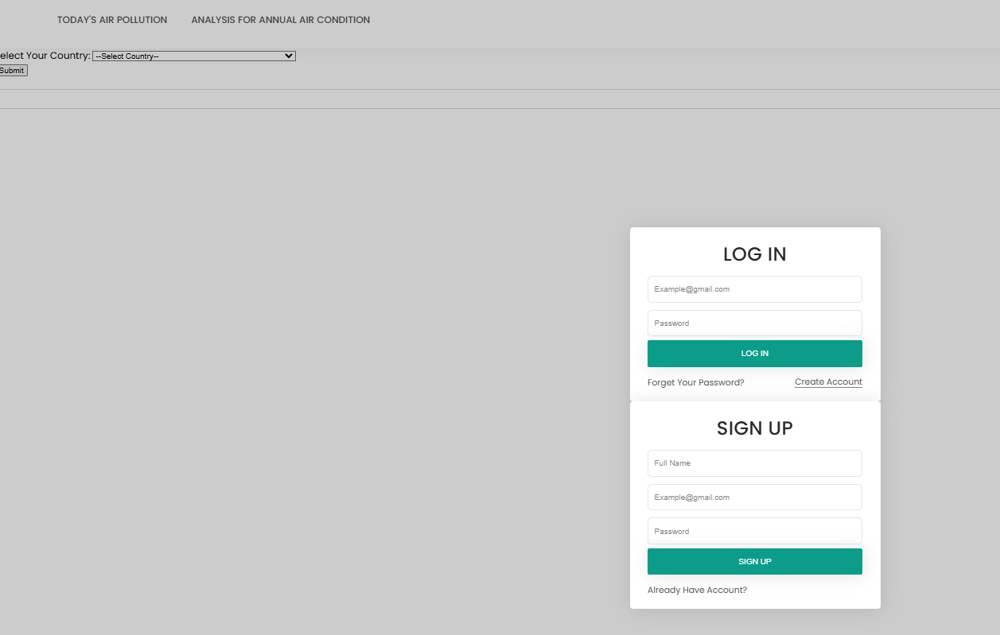 TODAY'S AIR POLLUTION ANALYSIS FOR ANNUAL AIR CONDITION
elect Your Country: --Select Country--
Submit
LOG IN
Example@gmail.com
Password
LOG IN
Forget Your Password? Create Account
SIGN UP
Full Name
Example@gmail.com
Password
SIGN UP
Already Have Account?